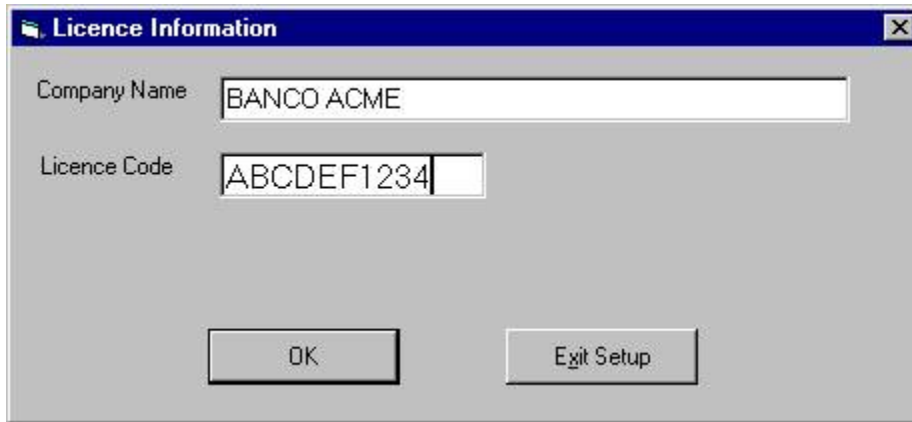 Licence Information
Company Name BANCO ACME
Licence Code ABCDEF1234
OK Exit Setup